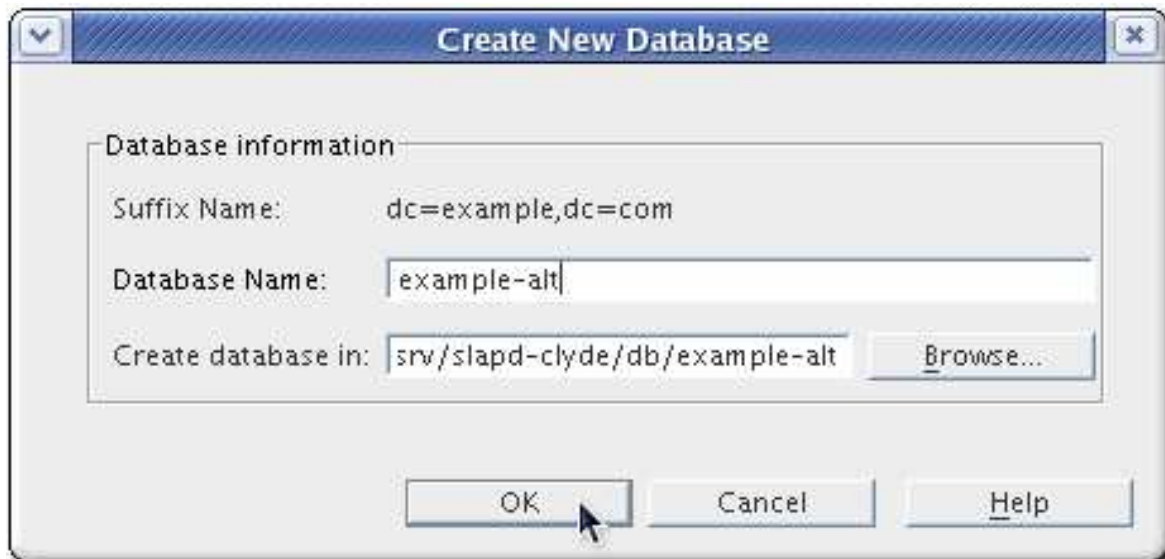 Create New Database
Database information
Suffix Name: dc=example,dc=com
Database Name: example-alt
Create database in: srv/slapd-clyde/db/example-alt Browse...
OK Cancel Help